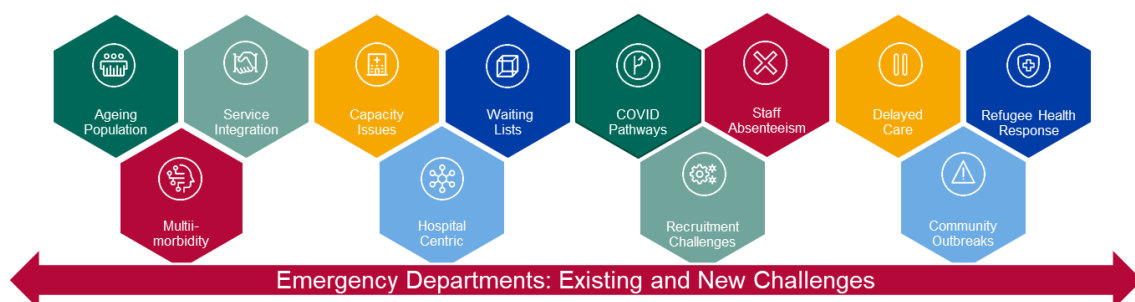 Ageing
Population
Service
Integration
Capacity
Issues
Waiting
Lists
COVID
Pathways
Staff
Absenteeism
Delayed
Care
Refugee Health
Response
Multii-
morbidity
Hospital
Centric
Recruitment
Challenges
Community
Outbreaks
Emergency Departments: Existing and New Challenges